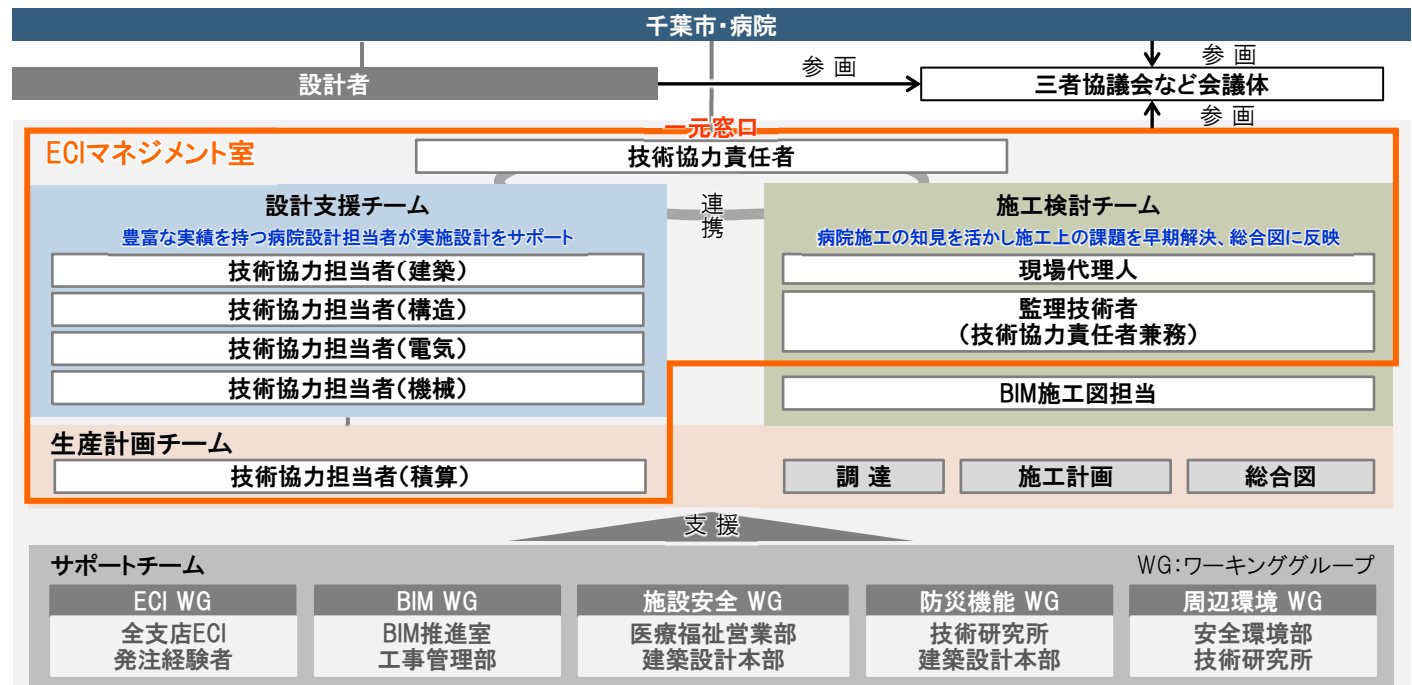 千葉市・病院
設計者
参 画
参 画
三者協議会など会議体
参 画
一元窓口
ECIマネジメント室
技術協力責任者
設計支援チーム
豊富な実績を持つ病院設計担当者が実施設計をサポート
技術協力担当者(建築)
技術協力担当者(構造)
技術協力担当者(電気)
技術協力担当者(機械)
連
携
施工検討チーム
病院施工の知見を活かし施工上の課題を早期解決、総合図に反映
現場代理人
監理技術者
(技術協力責任者兼務)
BIM施工図担当
生産計画チーム
技術協力担当者(積算)
調 達
施工計画
総合図
支 援
サポートチーム
WG:ワーキンググループ
ECI WG
全支店ECI
発注経験者
BIM WG
BIM推進室
工事管理部
施設安全 WG
医療福祉営業部
建築設計本部
防災機能 WG
技術研究所
建築設計本部
周辺環境 WG
安全環境部
技術研究所